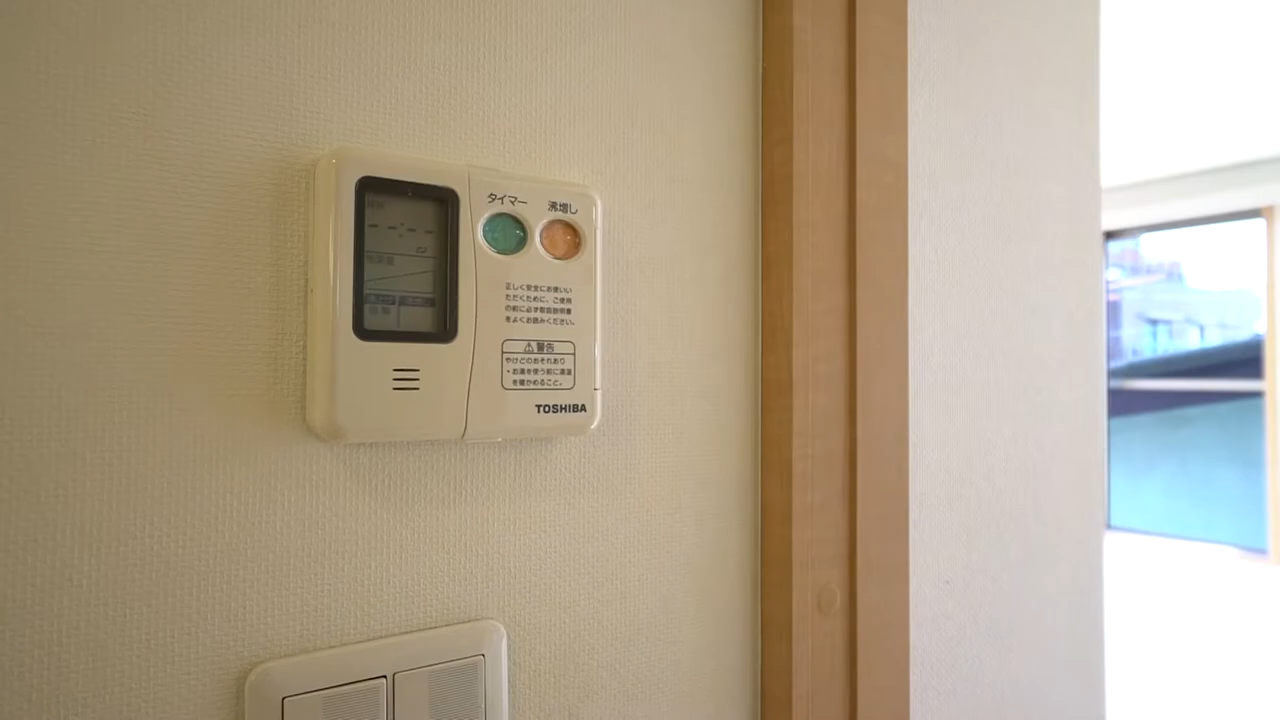 タイマー 沸増し
正しく安全にお使いい
ただくために、ご使用
の前に必ず取扱説明書
をよくお読みください。
⚠警告
やけどのおそれあり
・お湯を使う前に湯温
を確かめること。
TOSHIBA